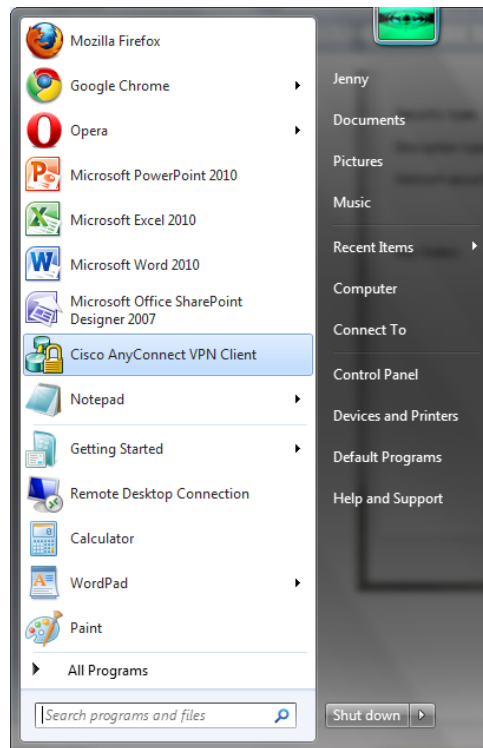 Mozilla Firefox
Google Chrome
Opera
Microsoft PowerPoint 2010
Microsoft Excel 2010
Microsoft Word 2010
Microsoft Office SharePoint
Designer 2007
Cisco AnyConnect VPN Client
Notepad
Getting Started
Remote Desktop Connection
Calculator
WordPad
Paint
All Programs
Search programs and files
Jenny
Documents
Pictures
Music
Recent Items
Computer
Connect To
Control Panel
Devices and Printers
Default Programs
Help and Support
Shut down